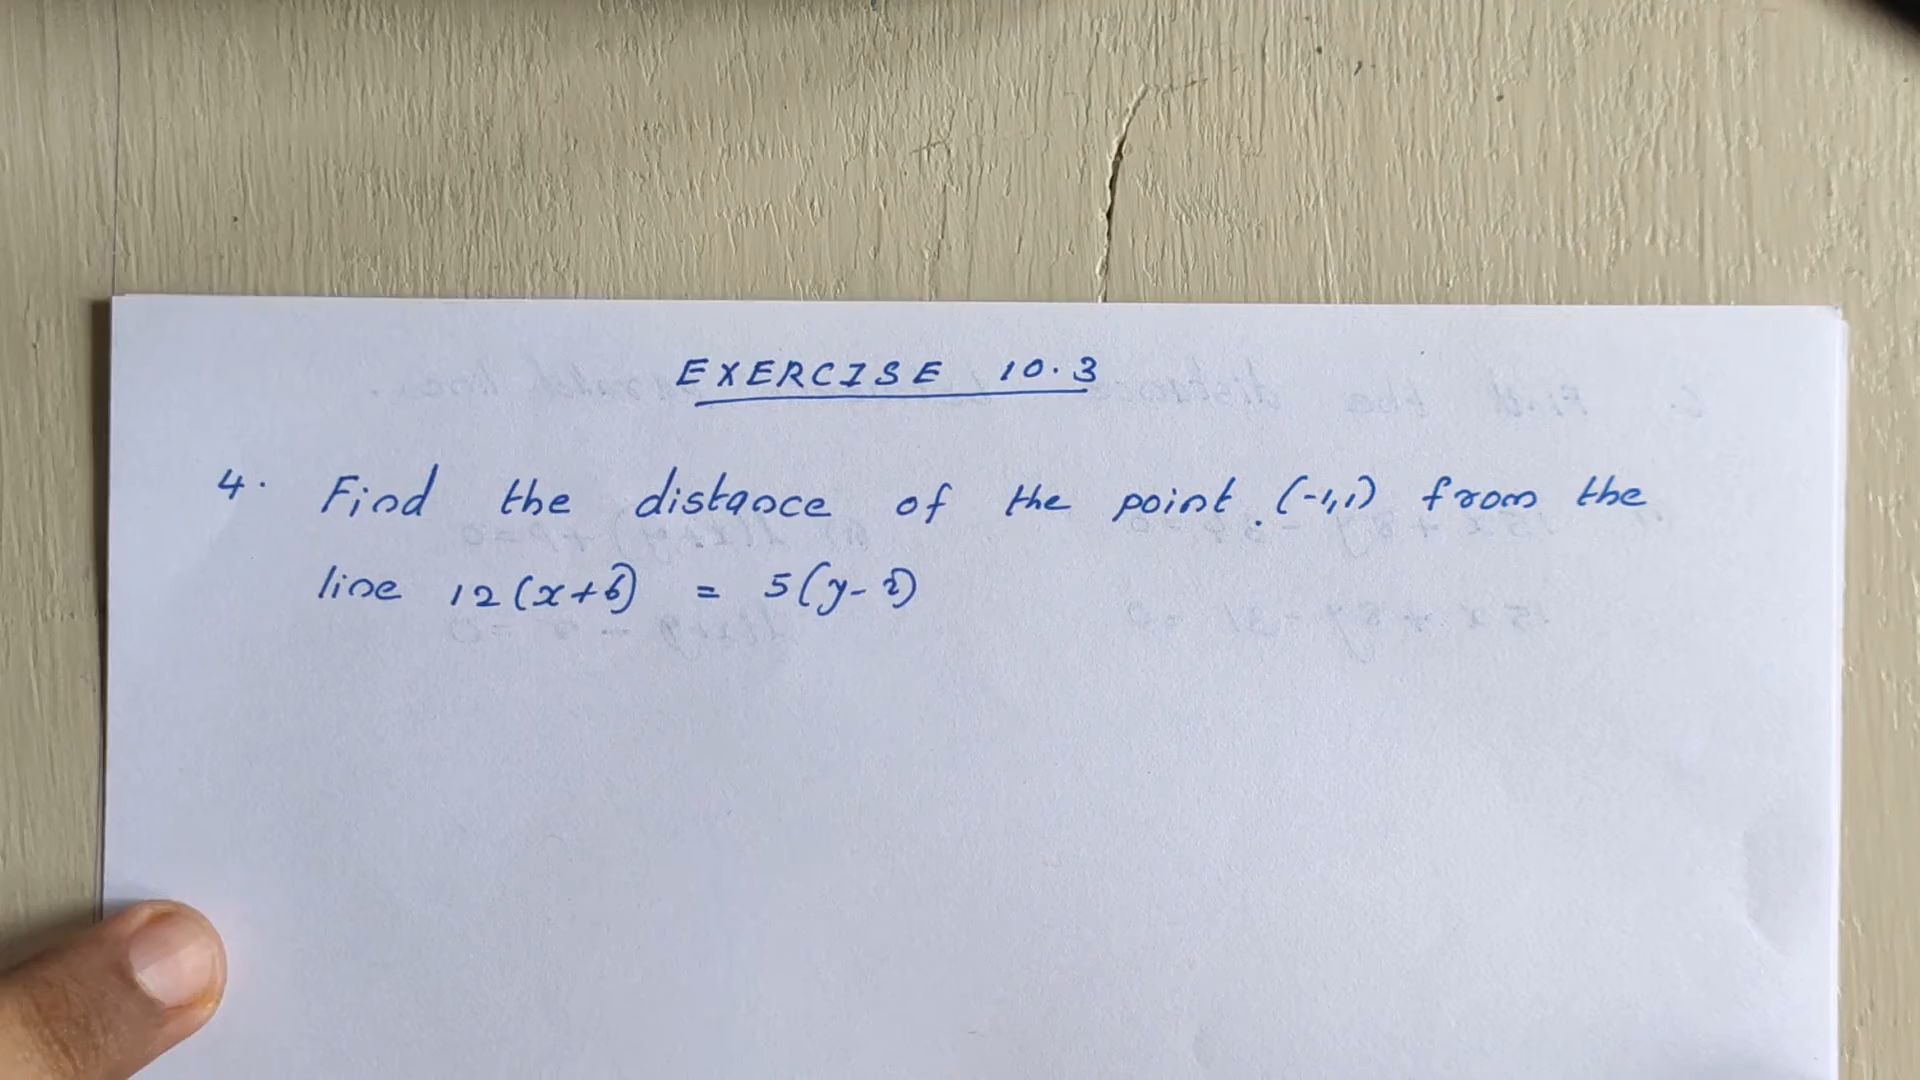 EXERCISE 10.3
4. Find the distance of the point (-1,1) from the
line 12(x+6) = 5(y-2)